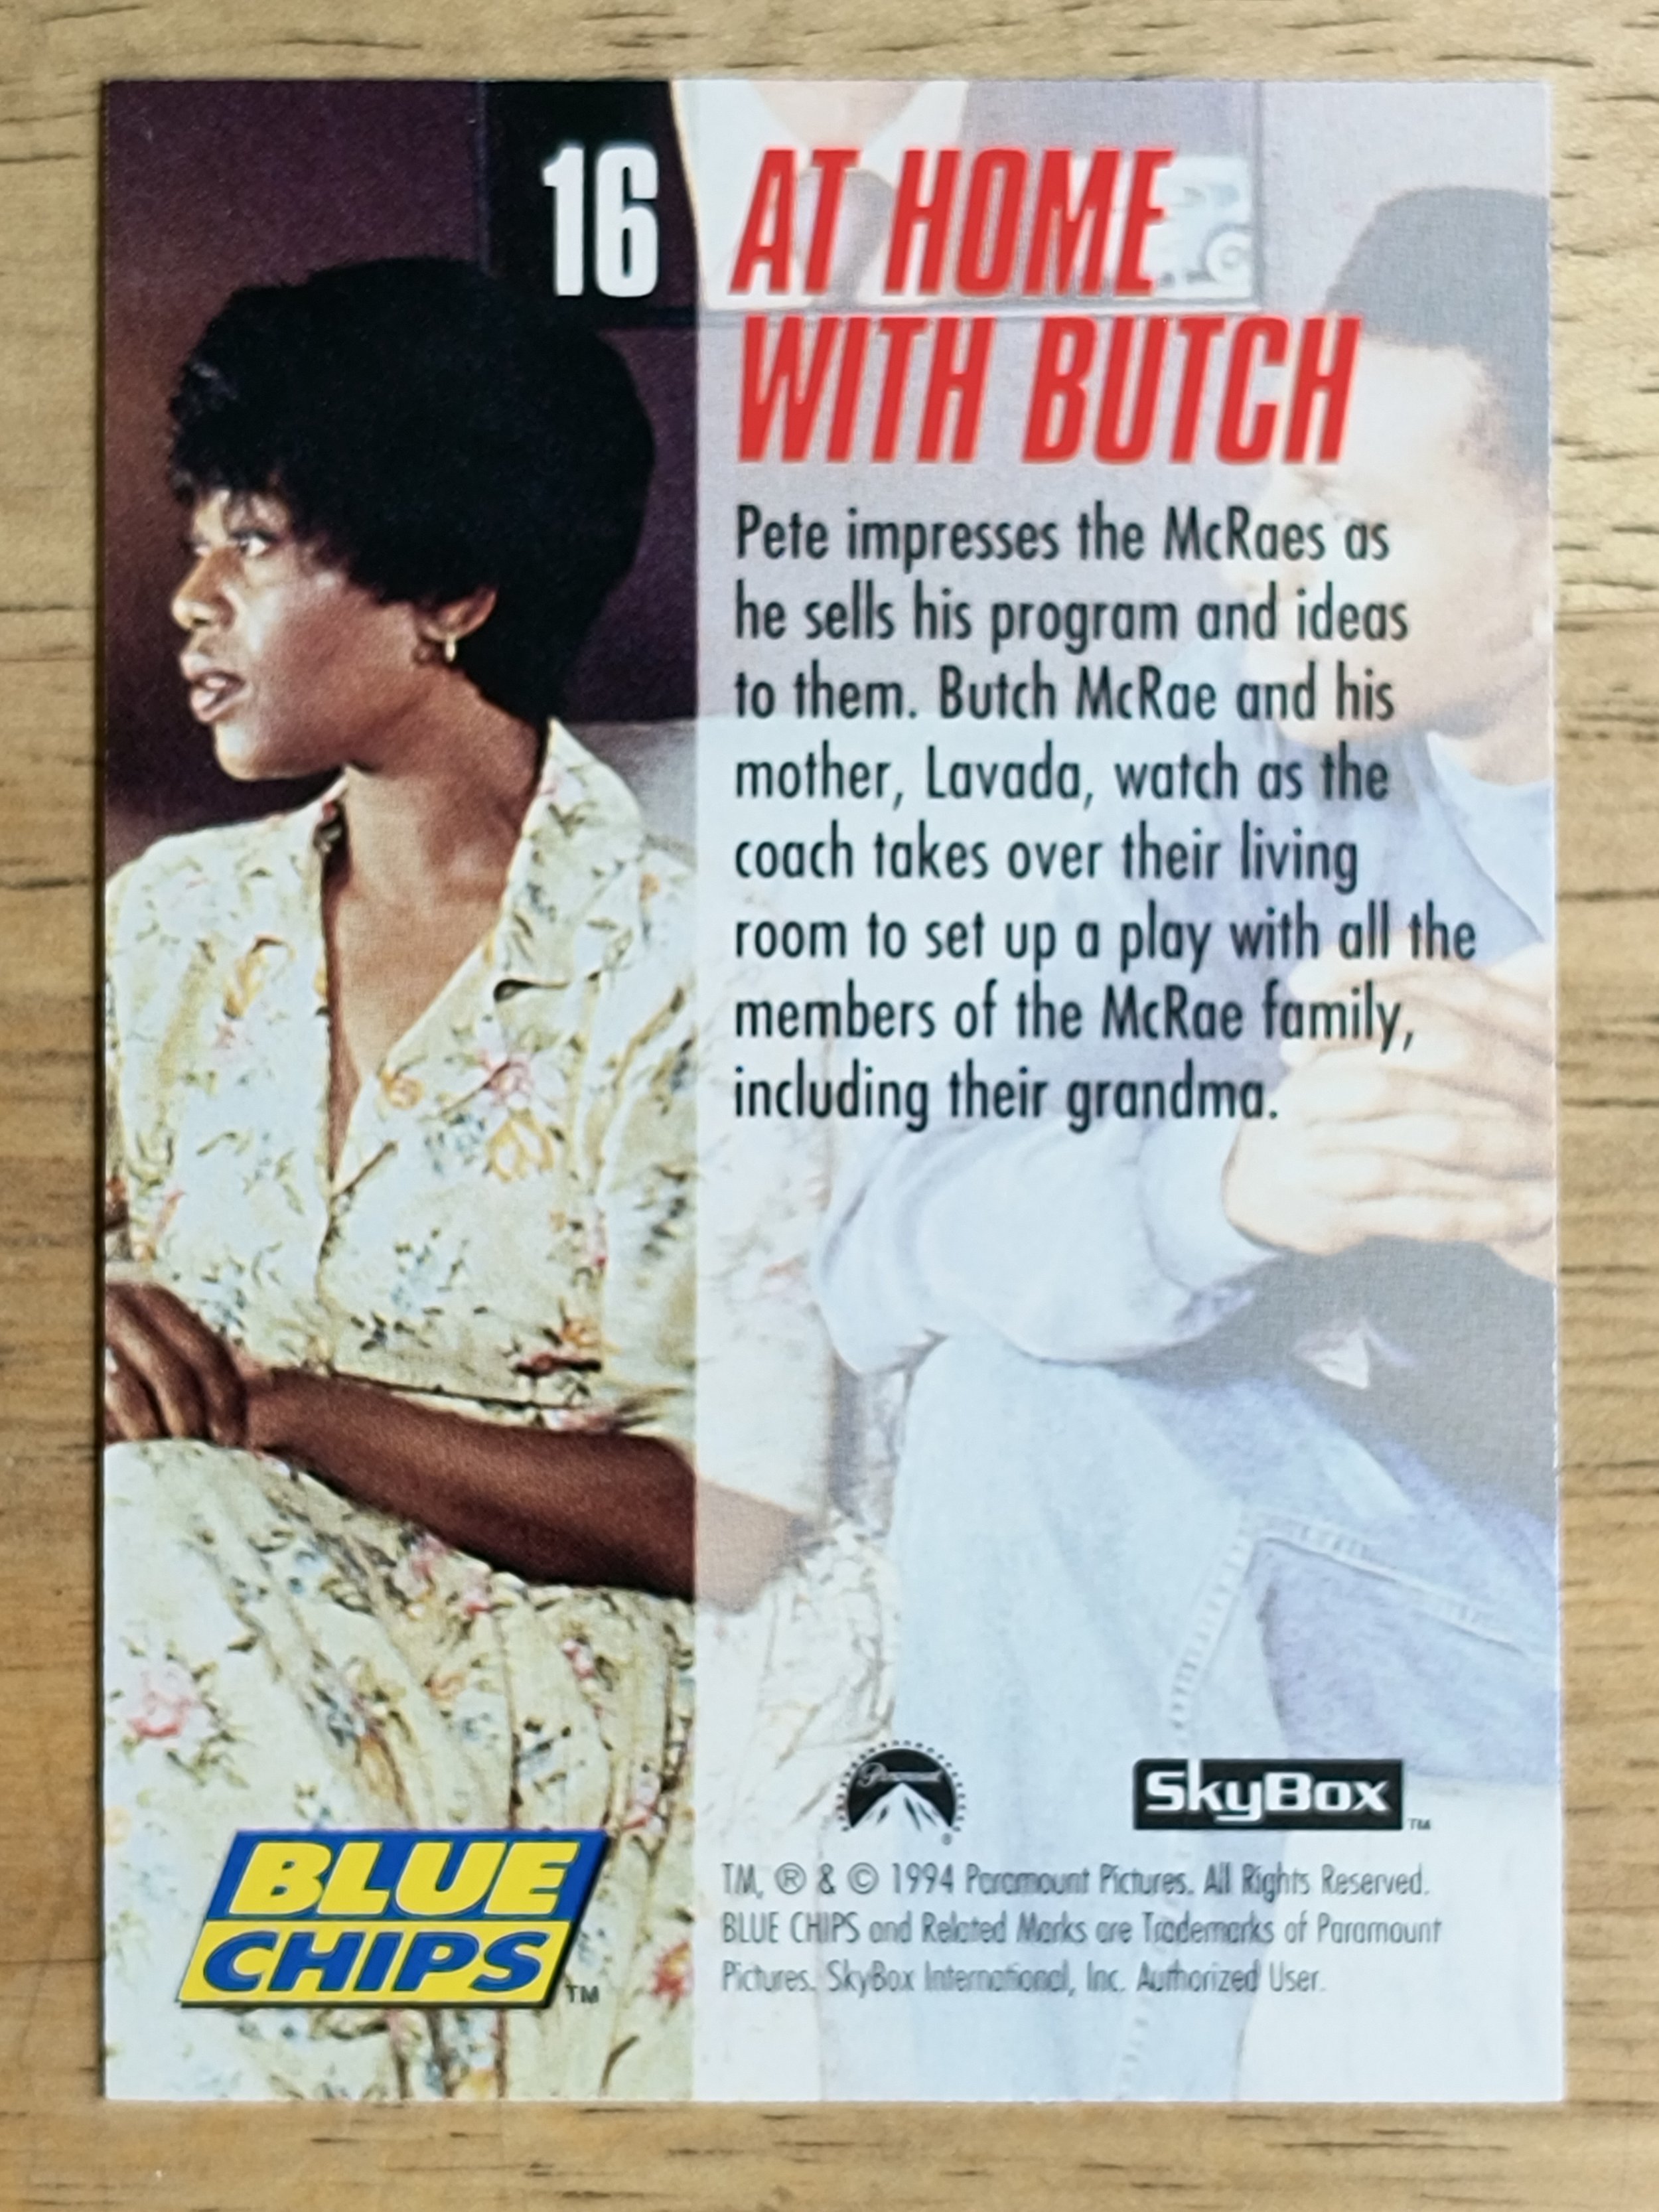 16
AT HOME
WITH BUTCH
Pete impresses the McRaes as
he sells his program and ideas
to them. Butch McRae and his
mother, Lavada, watch as the
coach takes over their living
room to set up a play with all the
members of the McRae family,
including their grandma.
Paramount
®
SkyBox
TM
TM, ® & © 1994 Paramount Pictures. All Rights Reserved.
BLUE CHIPS and Related Marks are Trademarks of Paramount
Pictures. SkyBox International, Inc. Authorized User.
BLUE
CHIPS
TM